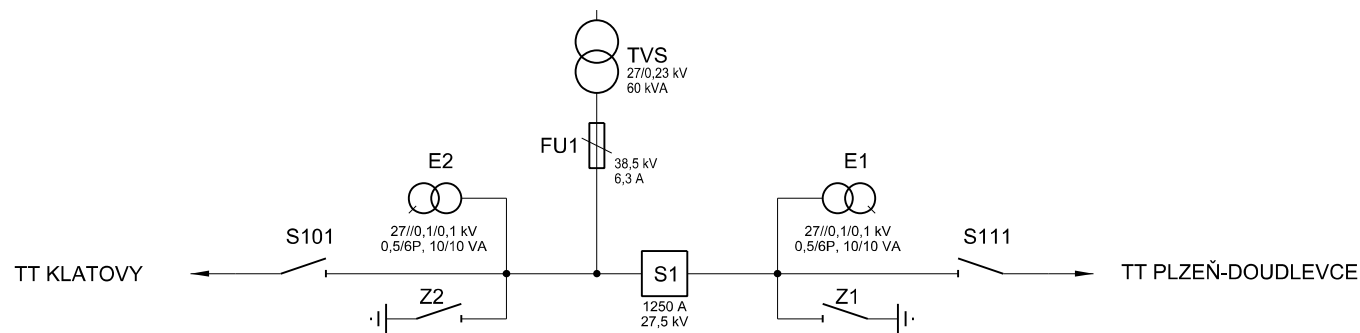 TVS
27/0,23 kV
60 kVA
FU1
38,5 kV
6,3 A
E2
27//0,1/0,1 kV
0,5/6P, 10/10 VA
E1
27//0,1/0,1 kV
0,5/6P, 10/10 VA
S101
S111
TT KLATOVY
S1
TT PLZEŇ-DOUDLEVCE
Z2
1250 A
27,5 kV
Z1